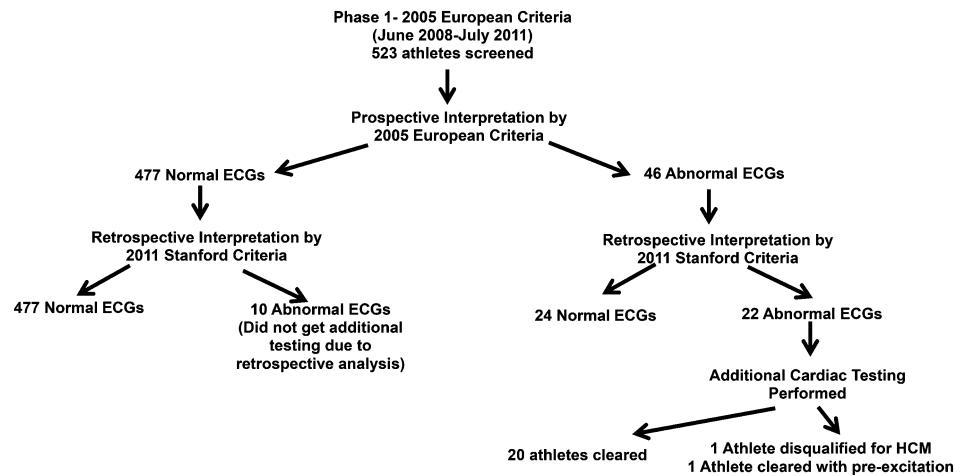 Phase 1- 2005 European Criteria
(June 2008-July 2011)
523 athletes screened
Prospective Interpretation by
2005 European Criteria
477 Normal ECGs
46 Abnormal ECGs
Retrospective Interpretation by
2011 Stanford Criteria
Retrospective Interpretation by
2011 Stanford Criteria
477 Normal ECGs
10 Abnormal ECGs
(Did not get additional
testing due to
retrospective analysis)
24 Normal ECGs
22 Abnormal ECGs
Additional Cardiac Testing
Performed
20 athletes cleared
1 Athlete disqualified for HCM
1 Athlete cleared with pre-excitation